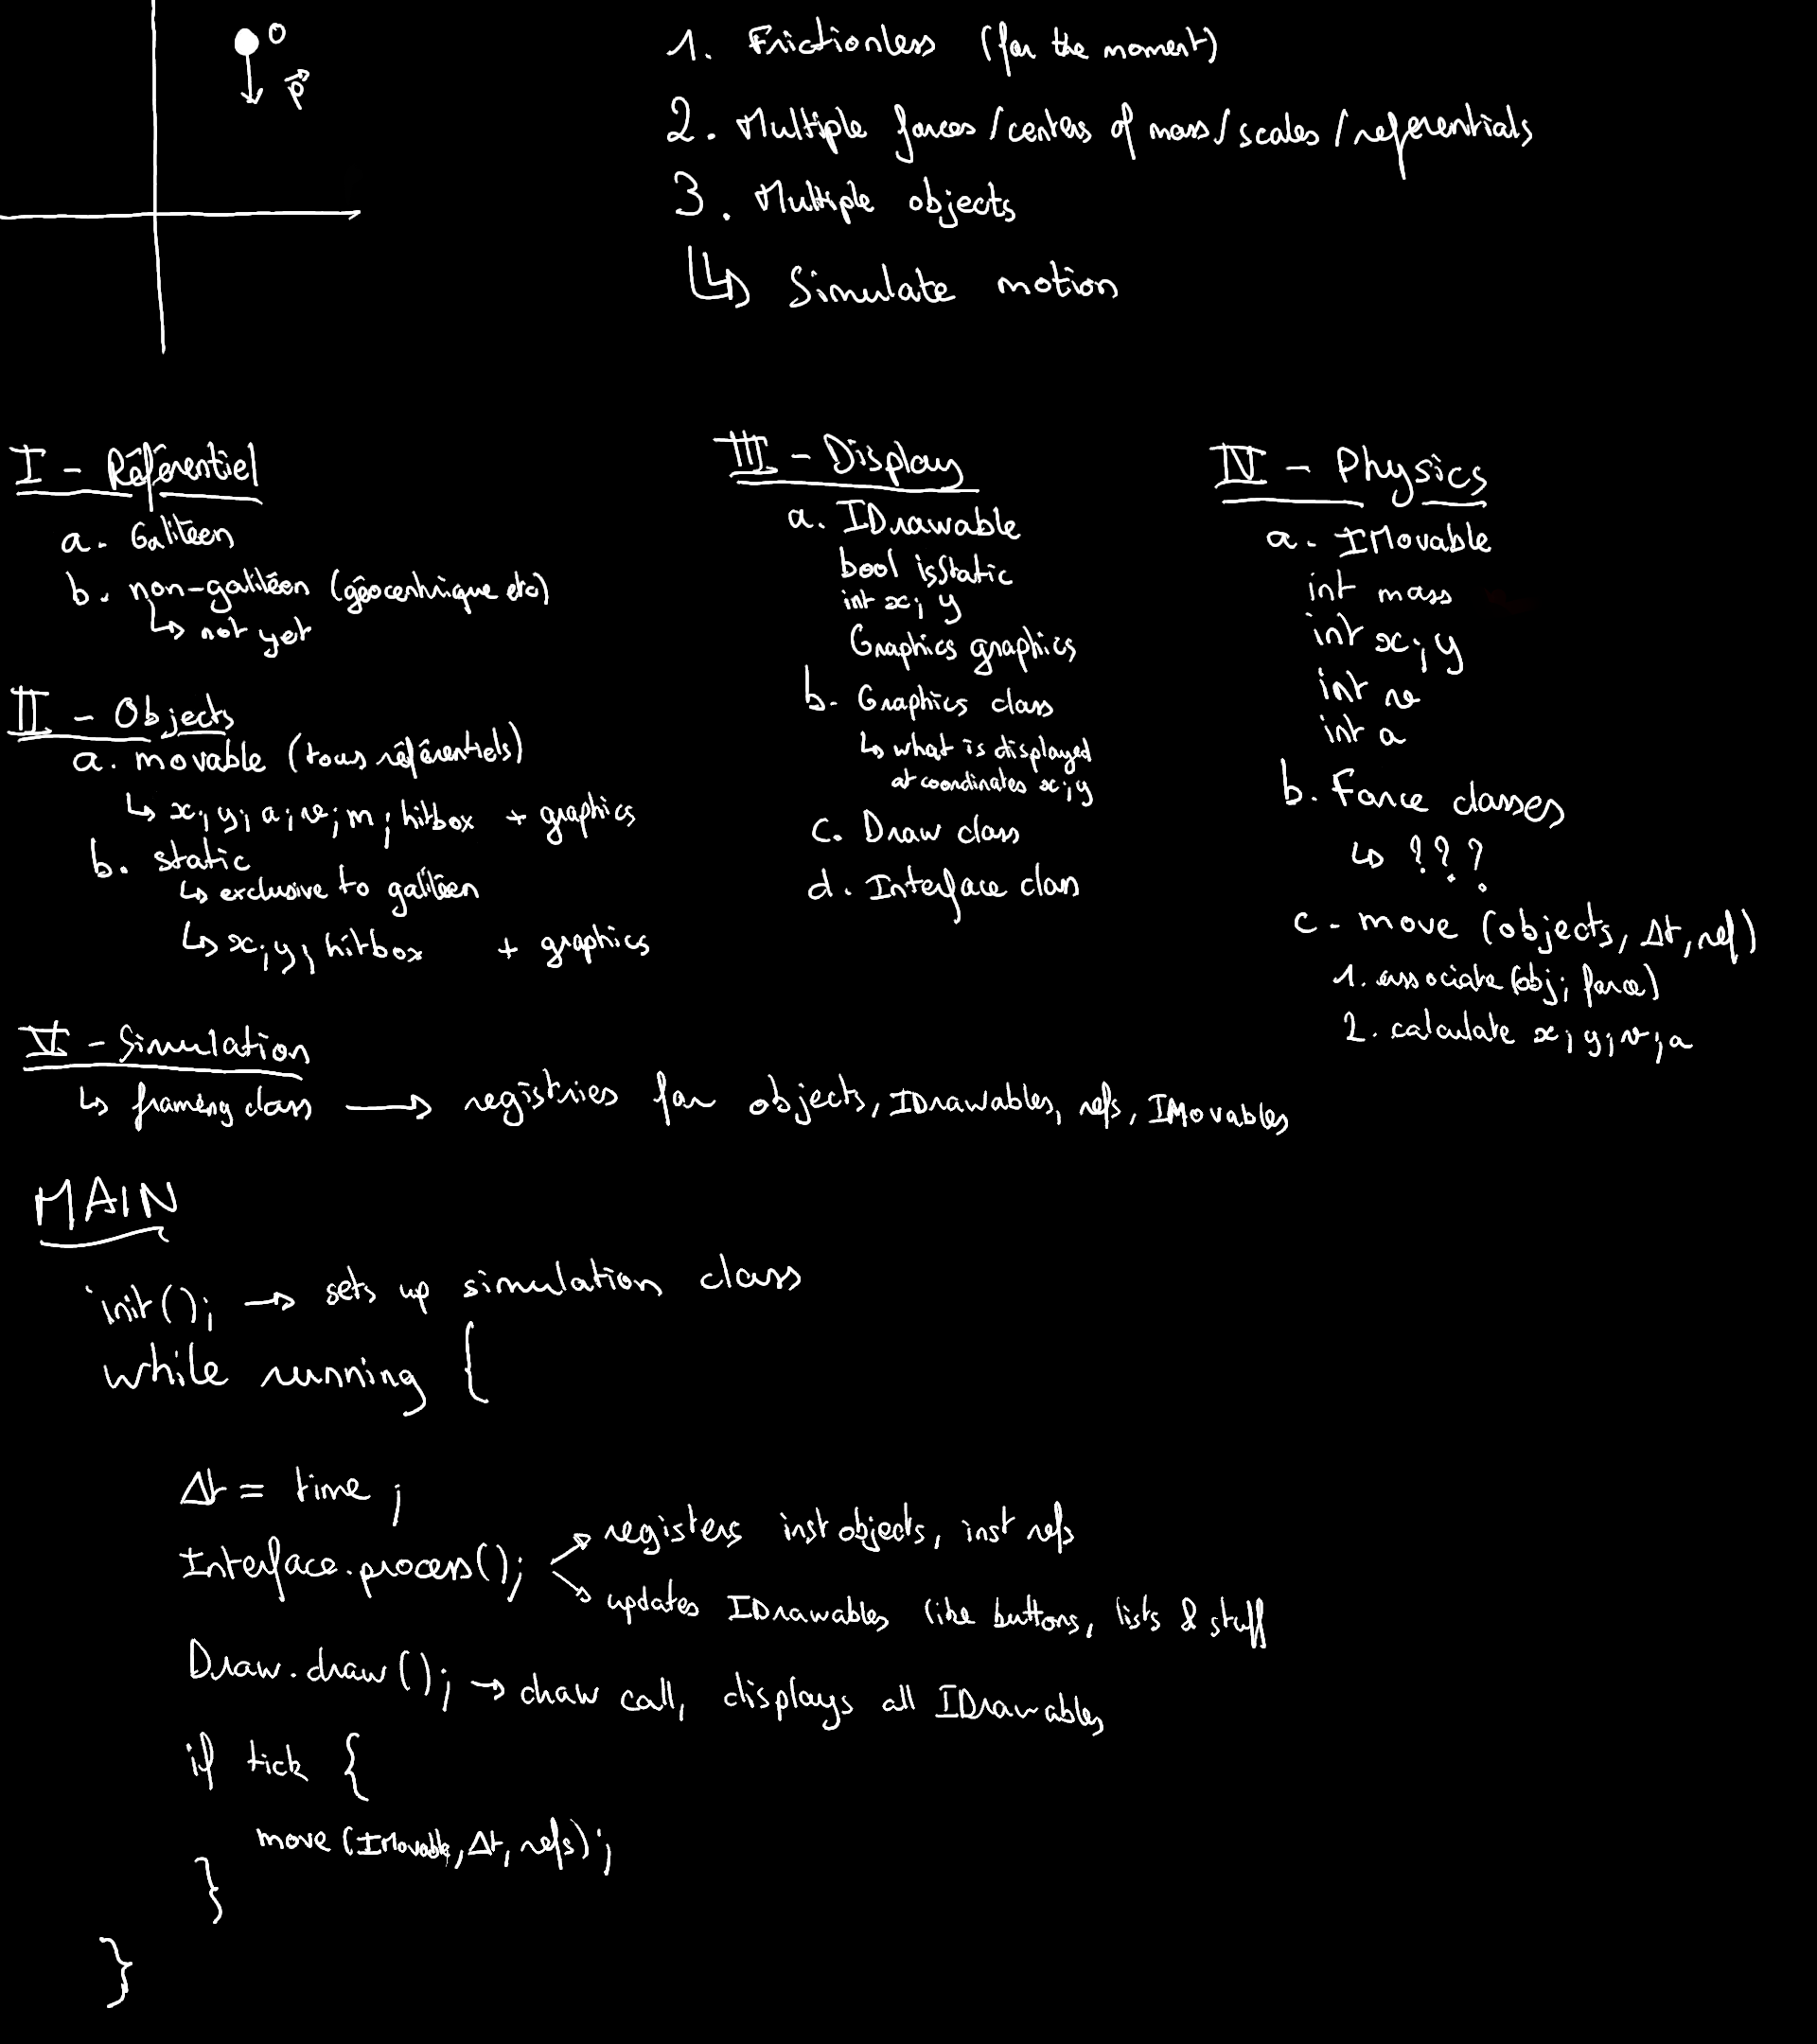 O
p⃗
1. Frictionless (for the moment)
2. Multiple forces / centers of mass / scales / referentials
3. Multiple objects
↳ Simulate motion
I - Référentiel
a. Galiléen
b. non-galiléen (géocentrique etc)
↳ not yet
II - Objects
a. movable (tous référentiels)
↳ x; y; a; v; m; hitbox + graphics
b. static
↳ exclusive to galiléen
↳ x; y; hitbox + graphics
III - Display
a. IDrawable
bool isStatic
int x; y
Graphics graphics
b. Graphics class
↳ what is displayed
at coordinates x; y
c. Draw class
d. Interface class
IV - Physics
a. IMovable
int mass
int x; y
int v
int a
b. Force classes
↳ ???
c - move (objects, Δt, ref)
1. associate (obj; force)
2. calculate x; y; v; a
V - Simulation
↳ framing class → registries for objects, IDrawables, refs, IMovables
MAIN
init(); → sets up simulation class
while running {
Δt = time ;
Interface.process(); → registers inst objects, inst refs
→ updates IDrawables like buttons, lists & stuff
Draw.draw(); → draw call, displays all IDrawables
if tick {
move (IMovable, Δt, refs);
}
}